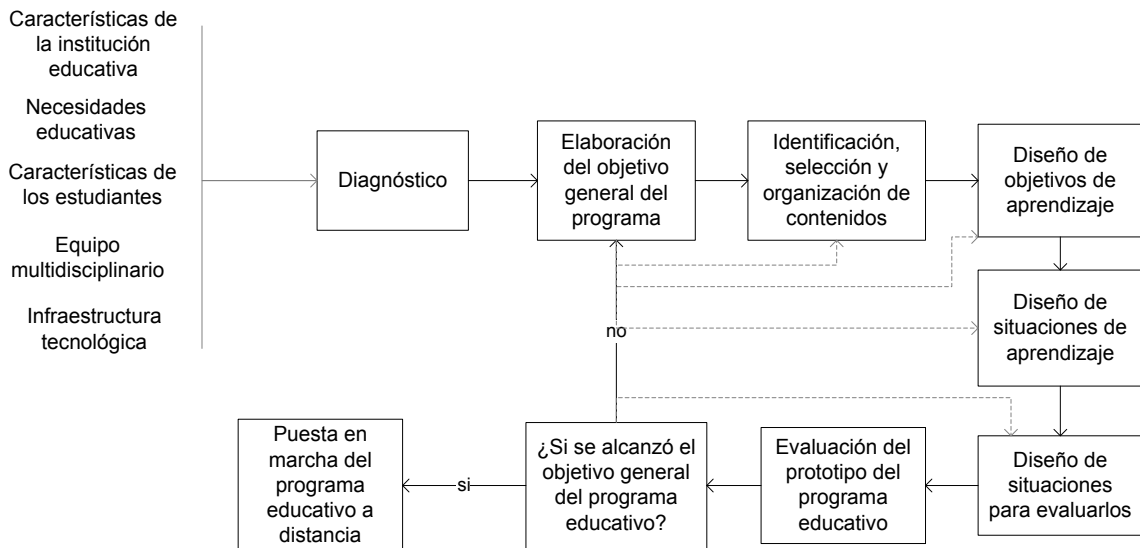 Características de
la institución
educativa
Necesidades
educativas
Características de
los estudiantes
Equipo
multidisciplinario
Infraestructura
tecnológica
Diagnóstico
Elaboración
del objetivo
general del
programa
Identificación,
selección y
organización de
contenidos
Diseño de
objetivos de
aprendizaje
Diseño de
situaciones de
aprendizaje
no
Diseño de
situaciones
para evaluarlos
Evaluación del
prototipo del
programa
educativo
¿Si se alcanzó el
objetivo general
del programa
educativo?
si
Puesta en
marcha del
programa
educativo a
distancia